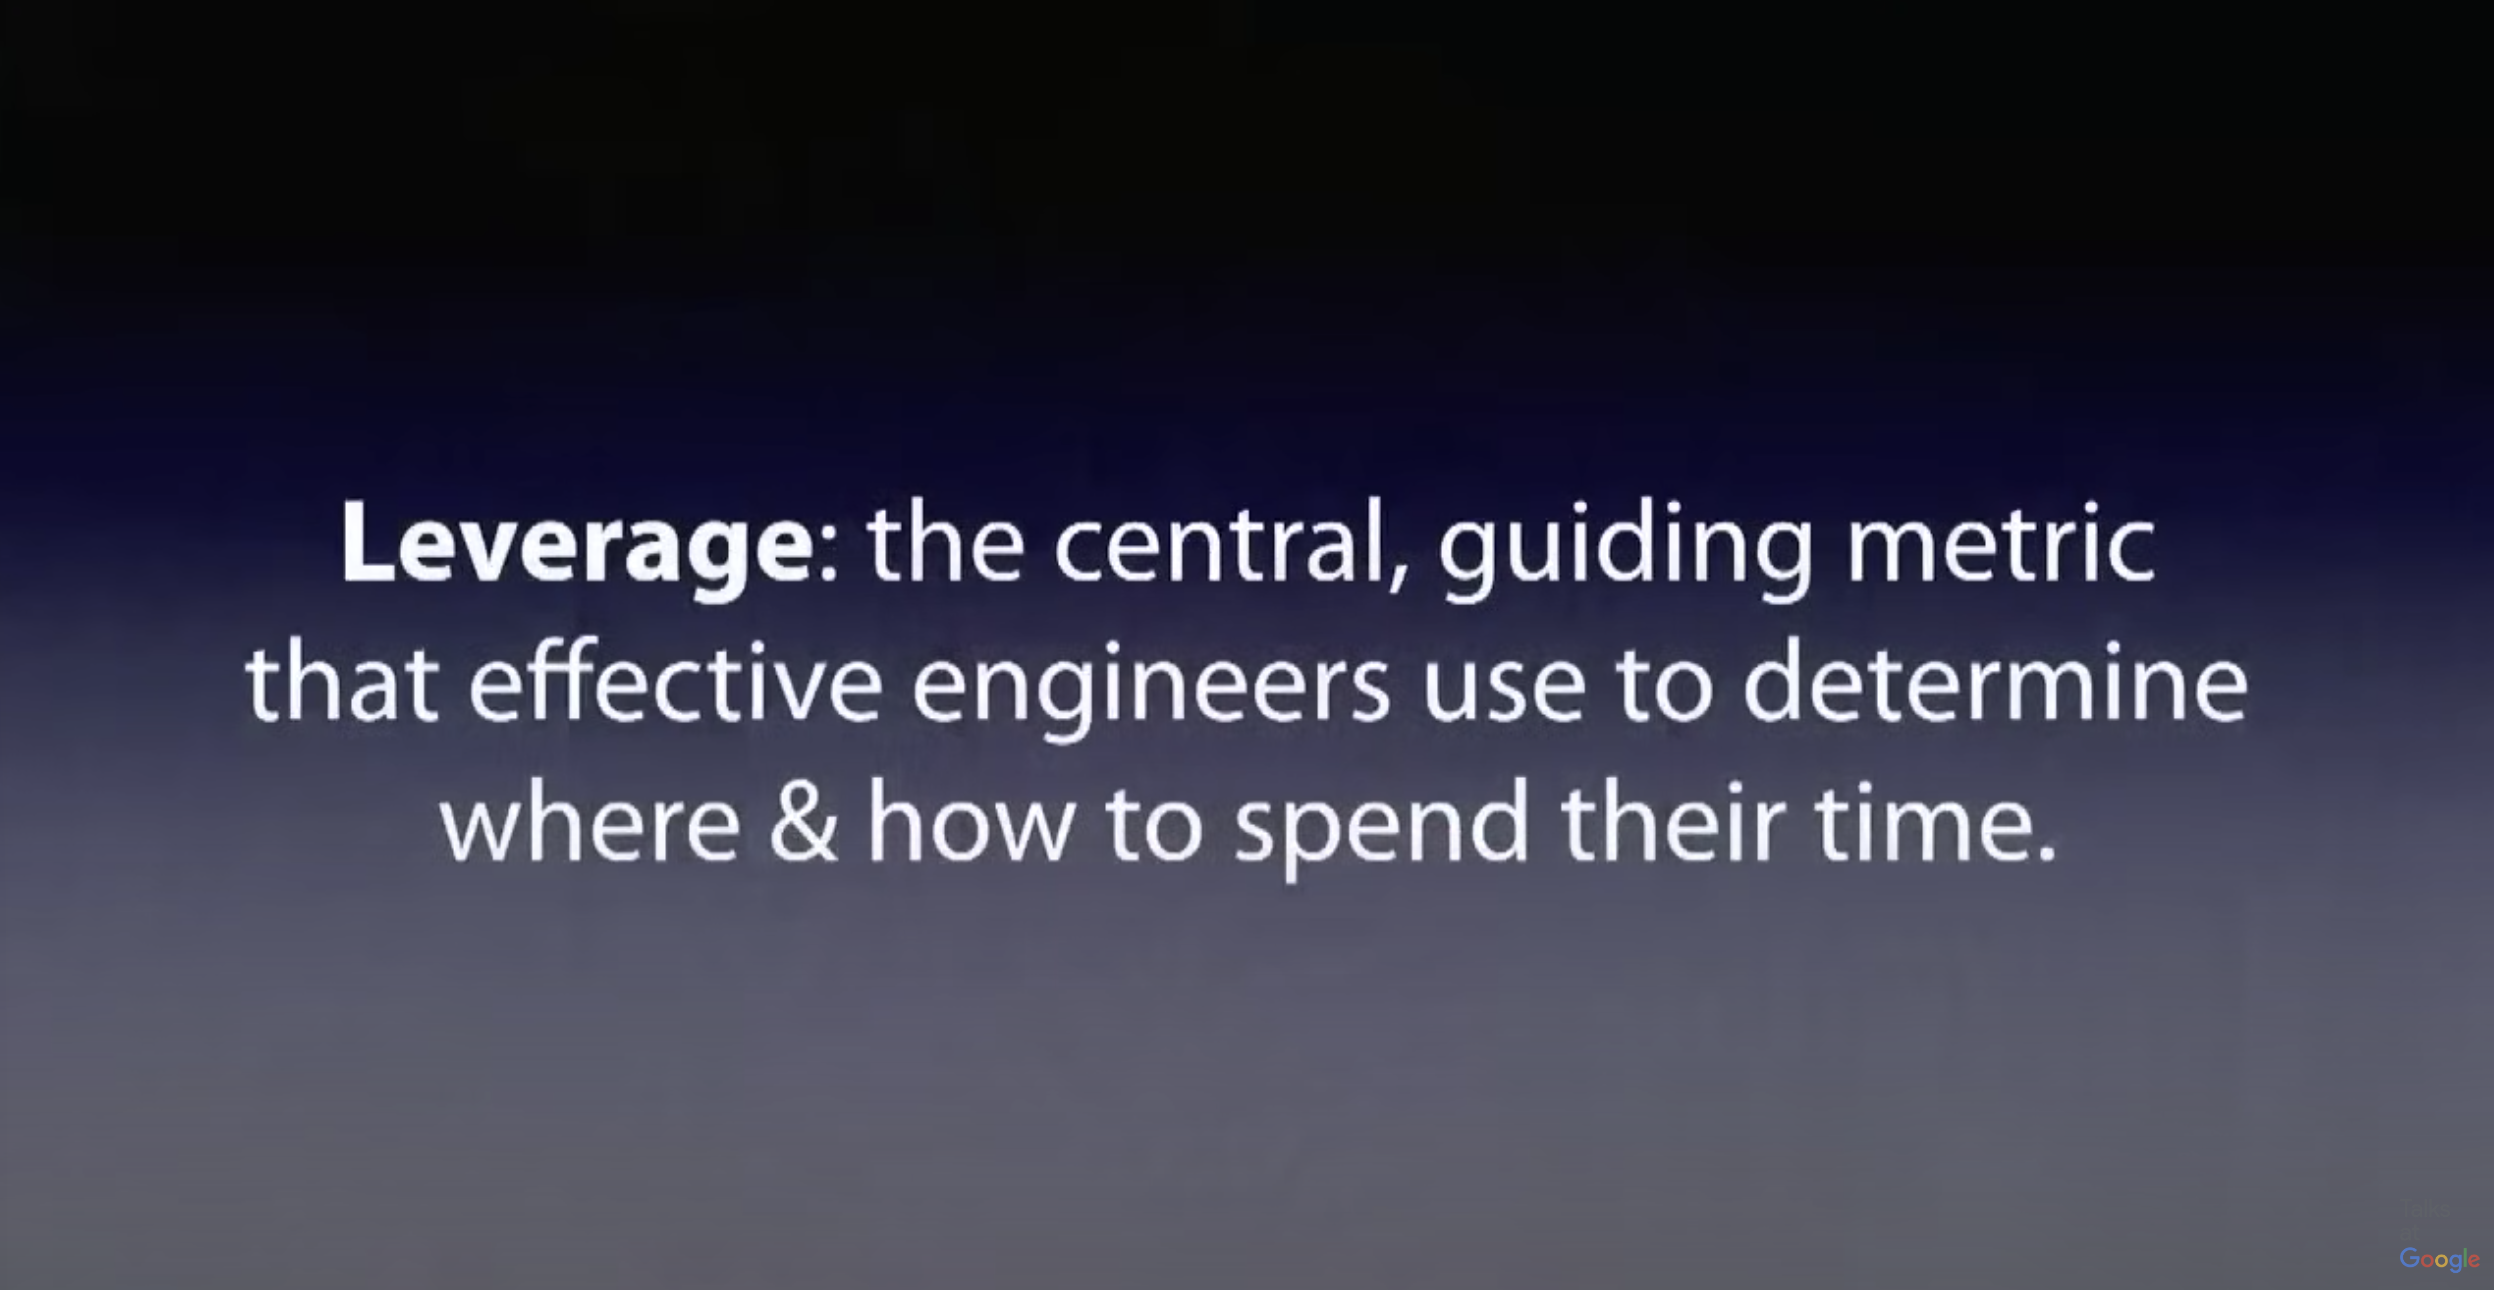 Leverage: the central, guiding metric
that effective engineers use to determine
where & how to spend their time.
Google